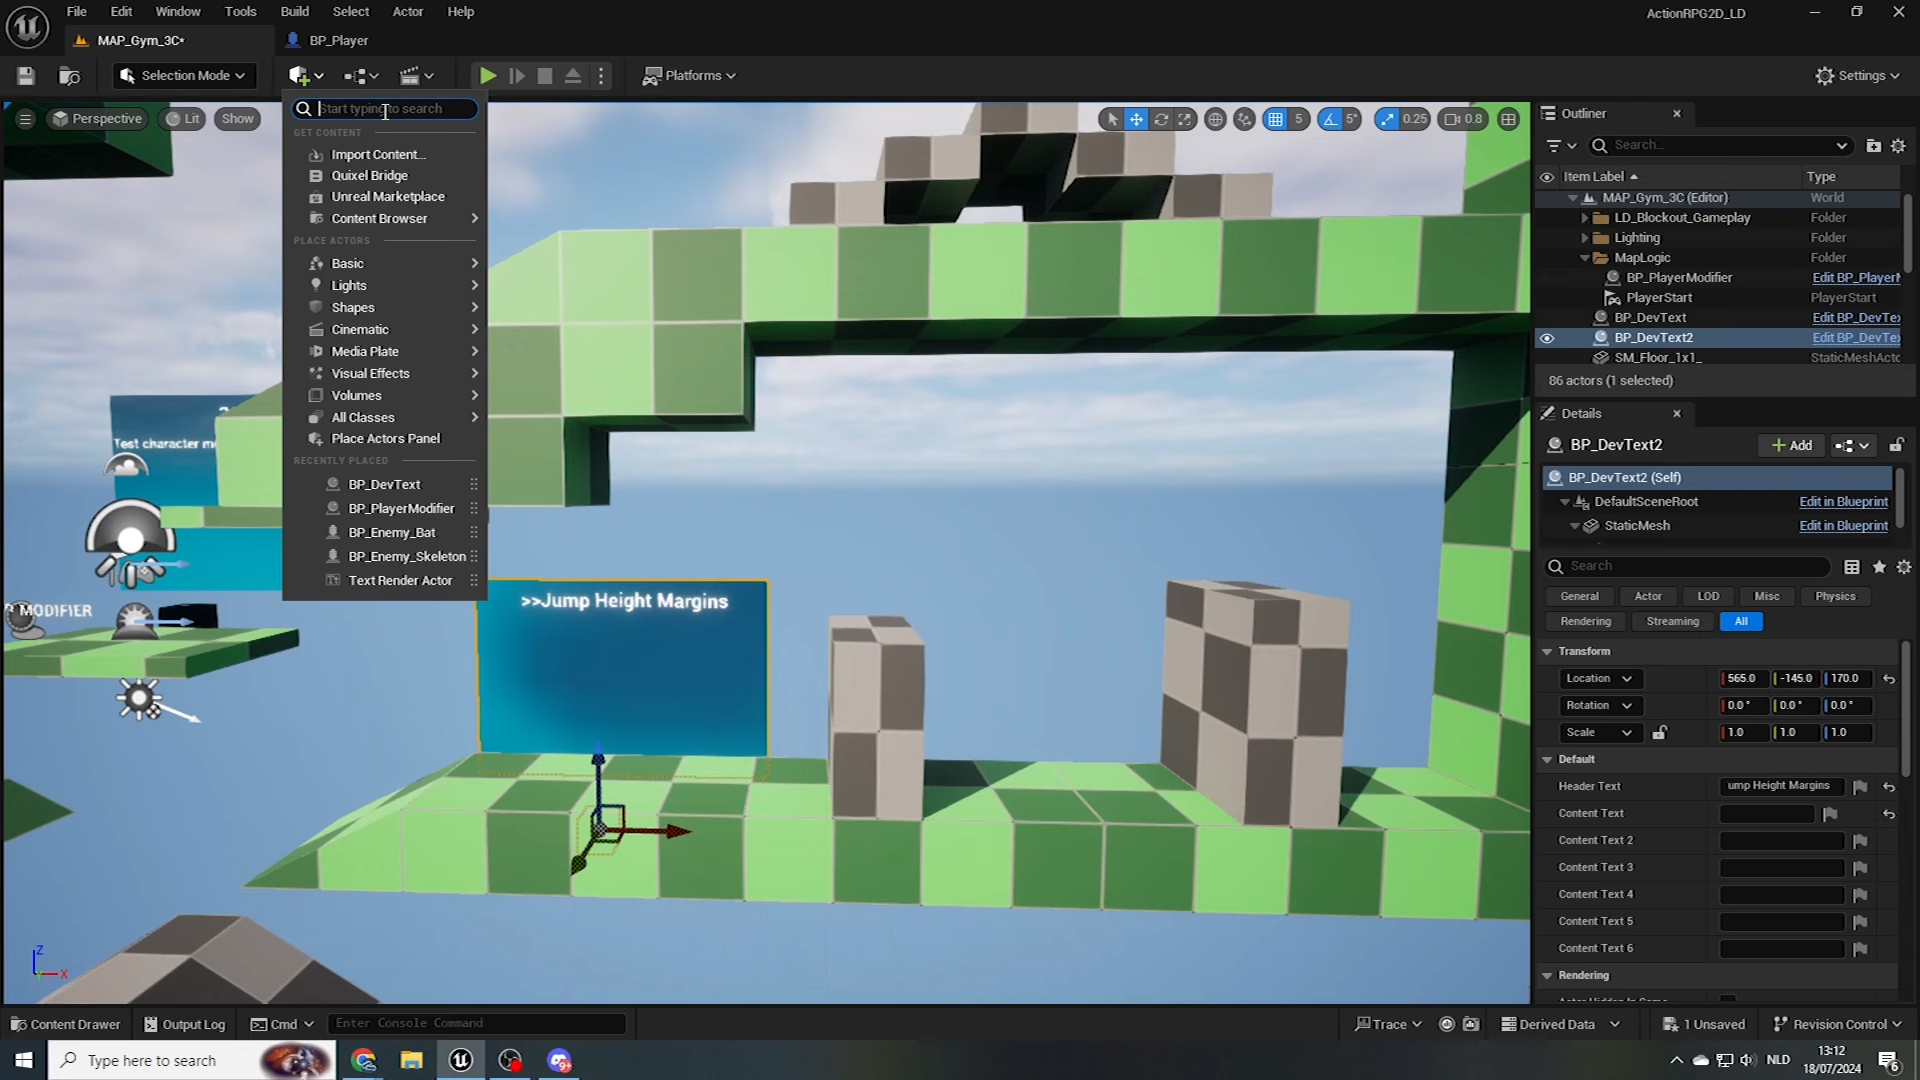 File Edit Window Tools Build Select Actor Help
ActionRPG2D_LD
MAP_Gym_3C*
BP_Player
Selection Mode
Platforms
Settings
Perspective
Lit
Show
Start typing to search
GET CONTENT
Import Content...
Quixel Bridge
Unreal Marketplace
Content Browser
PLACE ACTORS
Basic
Lights
Shapes
Cinematic
Media Plate
Visual Effects
Volumes
All Classes
Place Actors Panel
RECENTLY PLACED
BP_DevText
BP_PlayerModifier
BP_Enemy_Bat
BP_Enemy_Skeleton
Text Render Actor
5
5°
0.25
0.8
Test character m
MODIFIER
>>Jump Height Margins
Z
X
Outliner
Search...
Item Label
Type
MAP_Gym_3C (Editor) World
LD_Blockout_Gameplay Folder
Lighting Folder
MapLogic Folder
BP_PlayerModifier Edit BP_PlayerM
PlayerStart PlayerStart
BP_DevText Edit BP_DevTex
BP_DevText2 Edit BP_DevTex
SM_Floor_1x1_ StaticMeshActo
86 actors (1 selected)
Details
BP_DevText2
Add
BP_DevText2 (Self)
DefaultSceneRoot Edit in Blueprint
StaticMesh Edit in Blueprint
Search
General Actor LOD Misc Physics
Rendering Streaming All
Transform
Location 565.0 -145.0 170.0
Rotation 0.0° 0.0° 0.0°
Scale 1.0 1.0 1.0
Default
Header Text ump Height Margins
Content Text
Content Text 2
Content Text 3
Content Text 4
Content Text 5
Content Text 6
Rendering
Content Drawer
Output Log
Cmd
Enter Console Command
Trace
Derived Data
1 Unsaved
Revision Control
Type here to search
NLD
13:12
18/07/2024
6